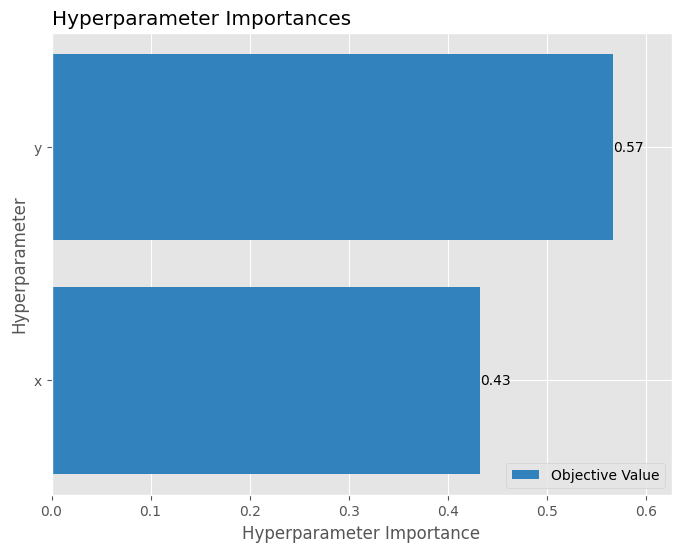 Hyperparameter Importances
Hyperparameter
y
0.57
x
0.43
Objective Value
0.0 0.1 0.2 0.3 0.4 0.5 0.6
Hyperparameter Importance